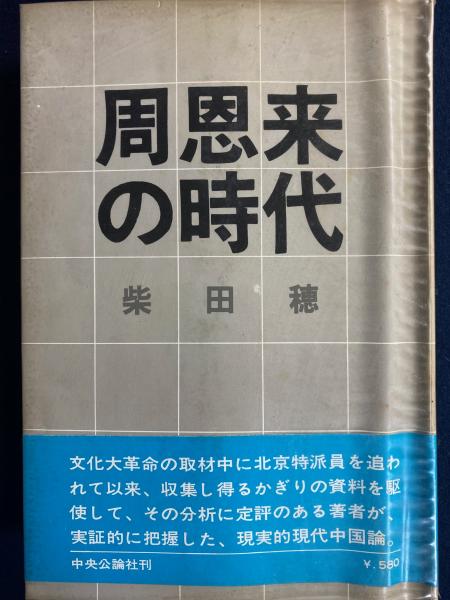 周恩来
の時代
柴田穂
文化大革命の取材中に北京特派員を追わ
れて以来、収集し得るかぎりの資料を駆
使して、その分析に定評のある著者が、
実証的に把握した、現実的現代中国論。
中央公論社刊
¥.580